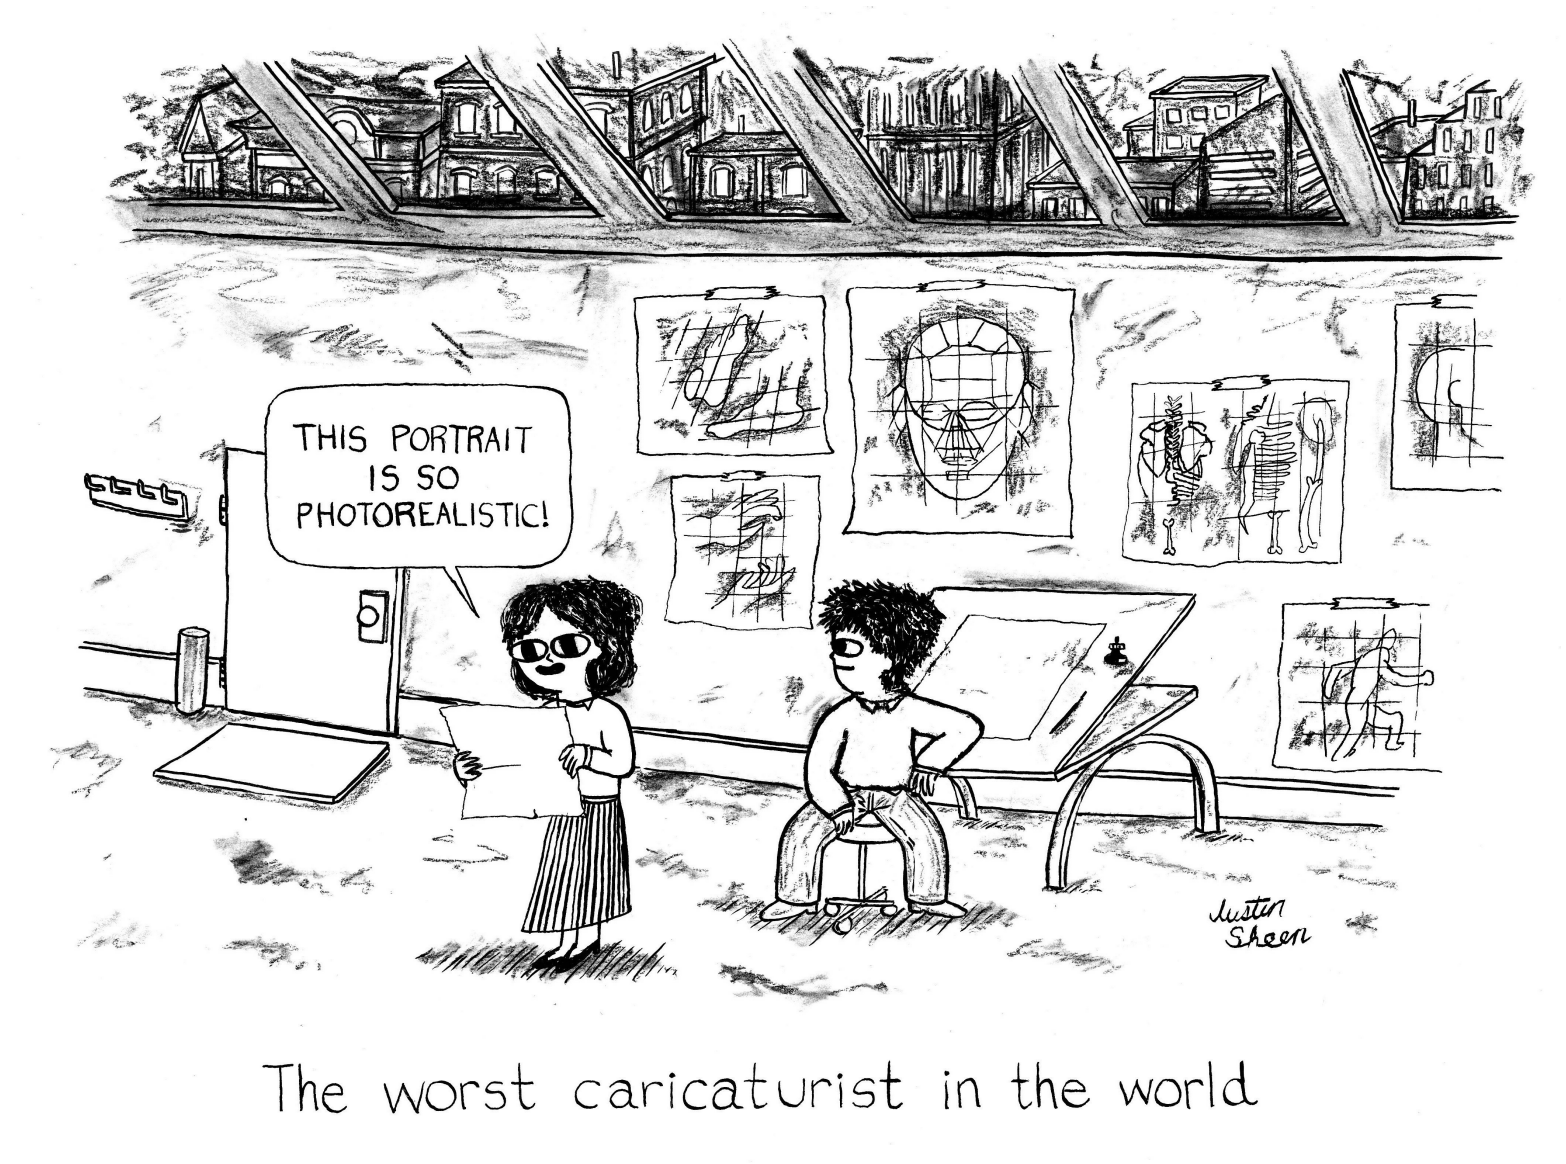 THIS PORTRAIT
IS SO
PHOTOREALISTIC!
Justin
Sheen
The worst caricaturist in the world